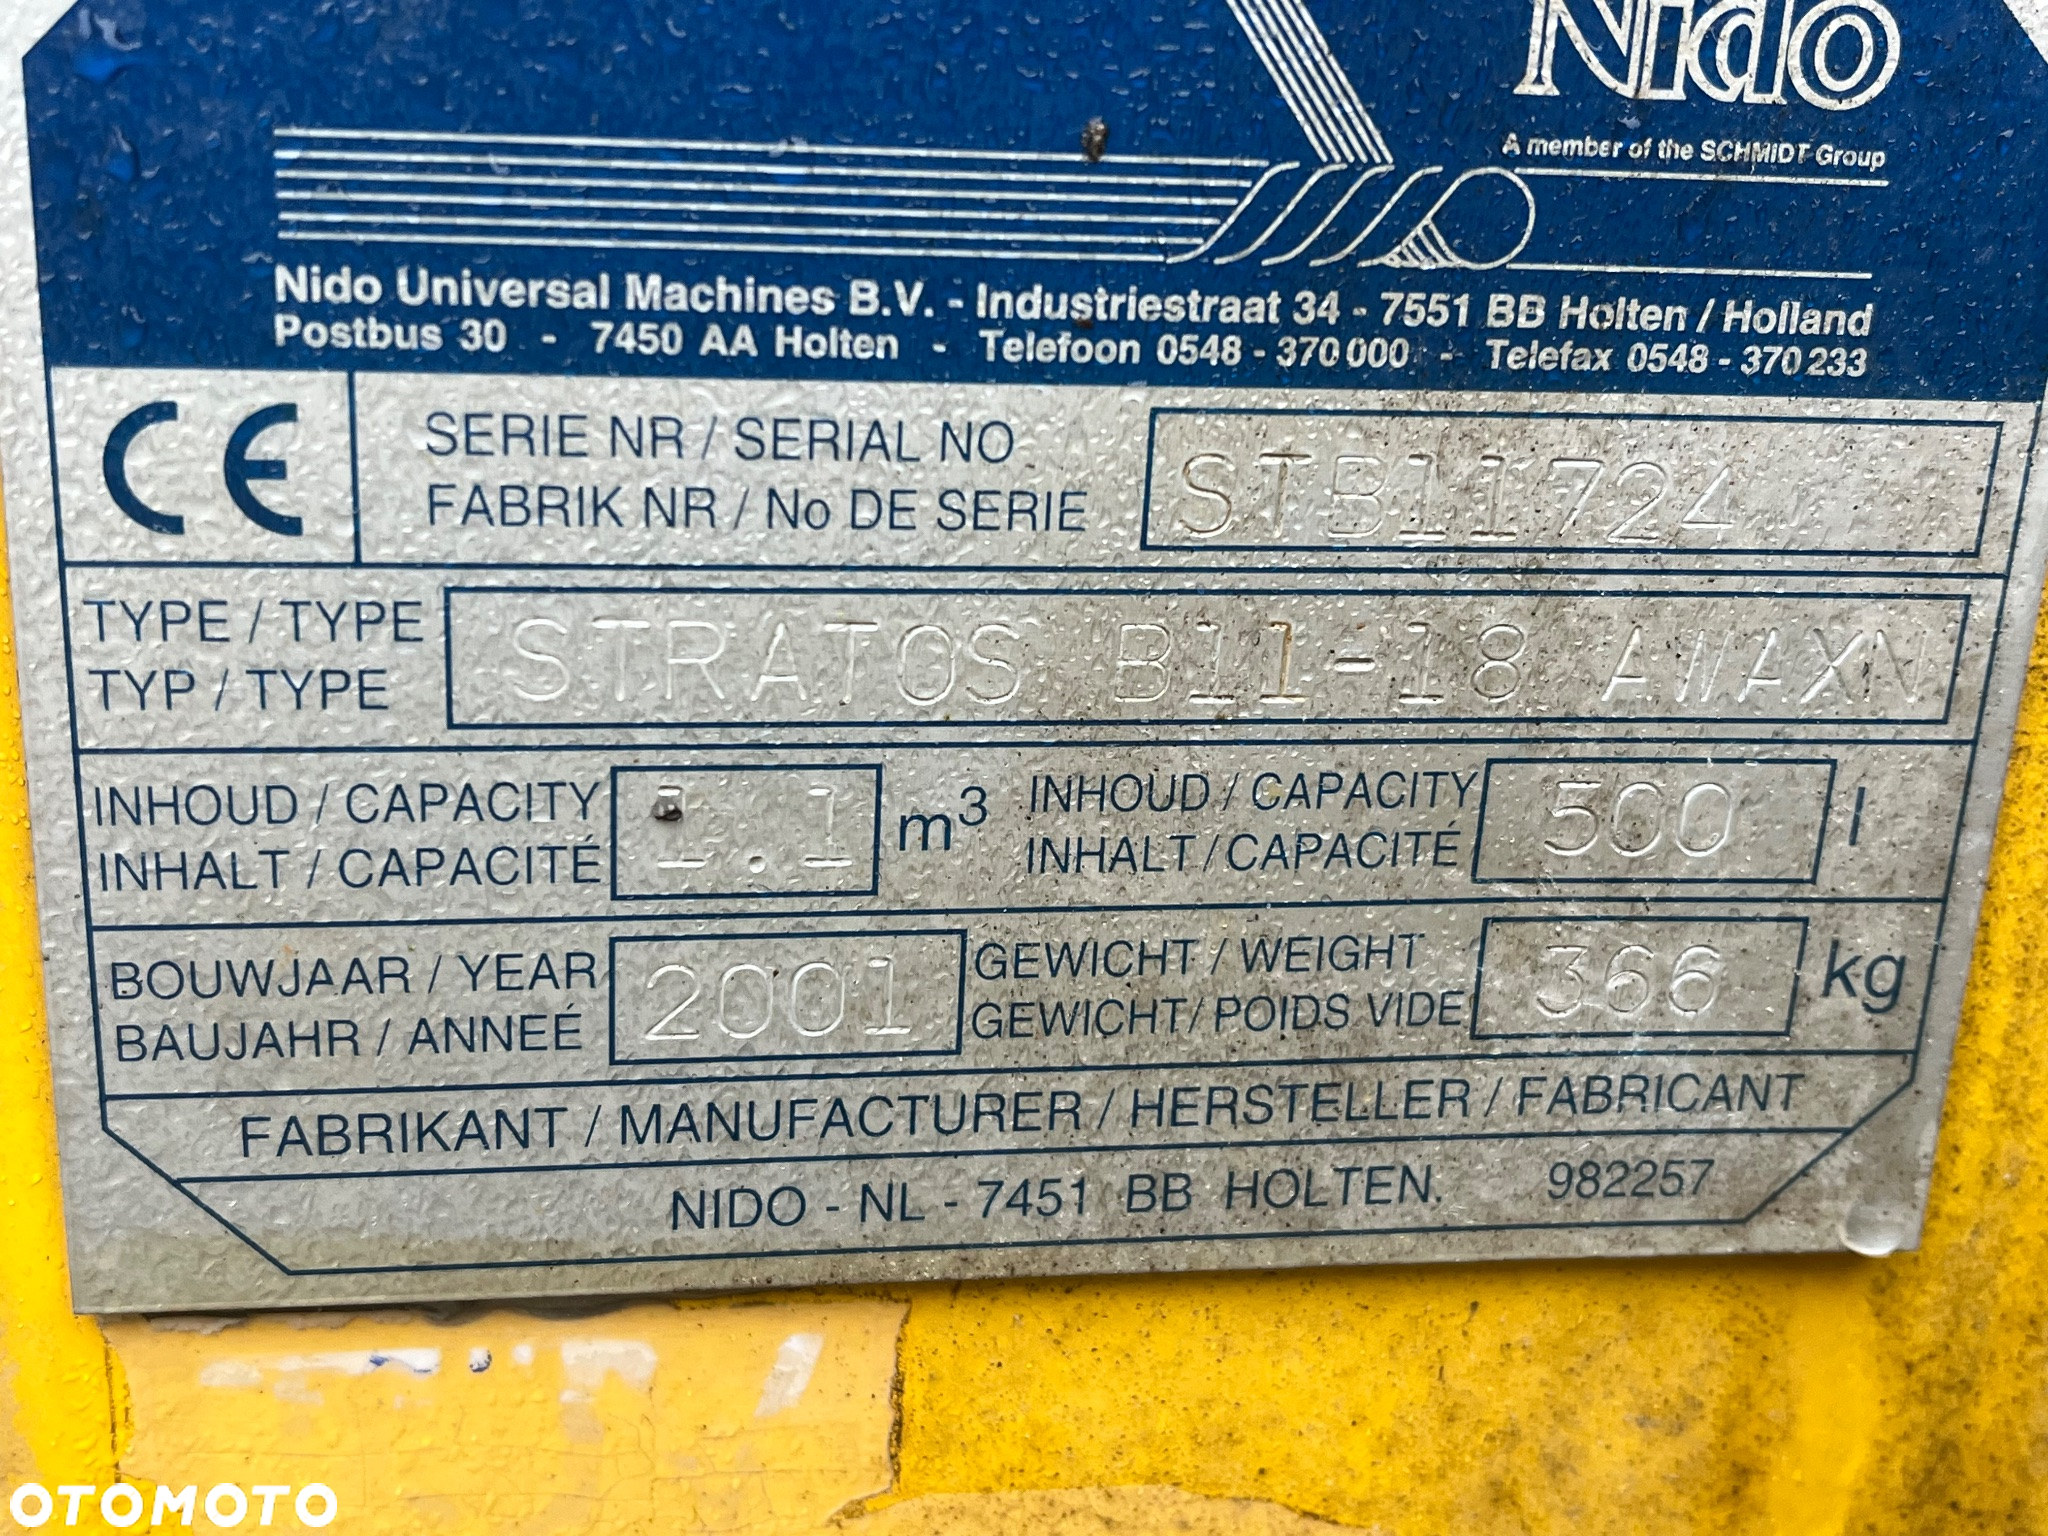 Nido
A member of the SCHMIDT Group
Nido Universal Machines B.V. - Industriestraat 34 - 7551 BB Holten / Holland
Postbus 30 - 7450 AA Holten - Telefoon 0548 - 370 000 - Telefax 0548 - 370 233
CE
SERIE NR / SERIAL NO
FABRIK NR / No DE SERIE
STB11724
TYPE / TYPE
TYP / TYPE
STRATOS B11-18 AWAXN
INHOUD / CAPACITY
INHALT / CAPACITÉ
1.1 m³
INHOUD / CAPACITY
INHALT / CAPACITÉ
500 l
BOUWJAAR / YEAR
BAUJAHR / ANNEÉ
2001
GEWICHT / WEIGHT
GEWICHT / POIDS VIDE
366 kg
FABRIKANT / MANUFACTURER / HERSTELLER / FABRICANT
NIDO - NL - 7451 BB HOLTEN. 982257
OTOMOTO